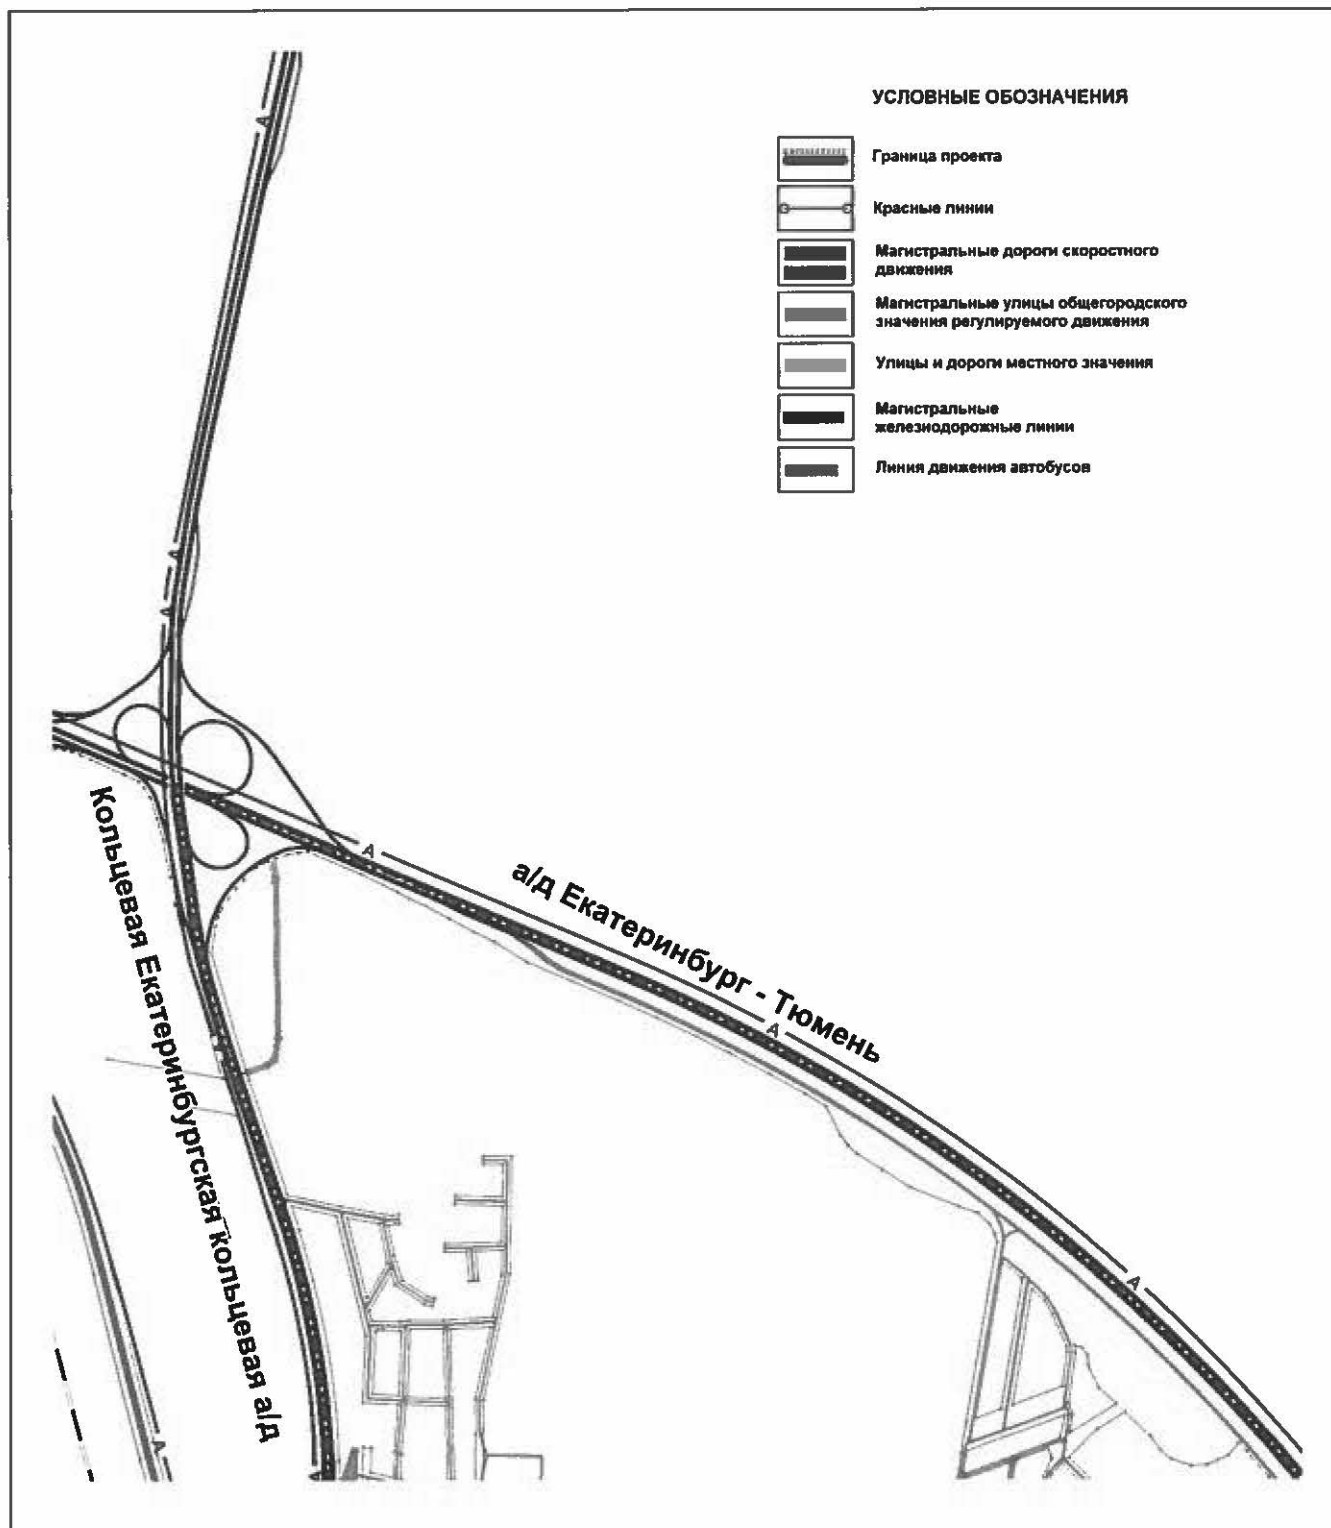 УСЛОВНЫЕ ОБОЗНАЧЕНИЯ
Граница проекта
Красные линии
Магистральные дороги скоростного
движения
Магистральные улицы общегородского
значения регулируемого движения
Улицы и дороги местного значения
Магистральные
железнодорожные линии
Линия движения автобусов
А
А
А
А
а/д Екатеринбург - Тюмень
А
А
Кольцевая Екатеринбургская кольцевая а/д
А